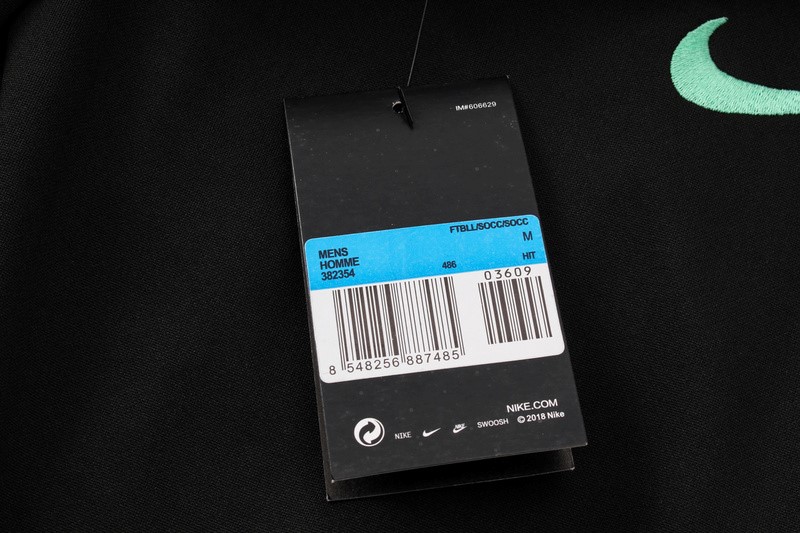 IM#606629
FTBLL/SOCC/SOCC
MENS M
HOMME
382354 486 HIT
03609
8 548256 887485
NIKE.COM
NIKE SWOOSH © 2018 Nike